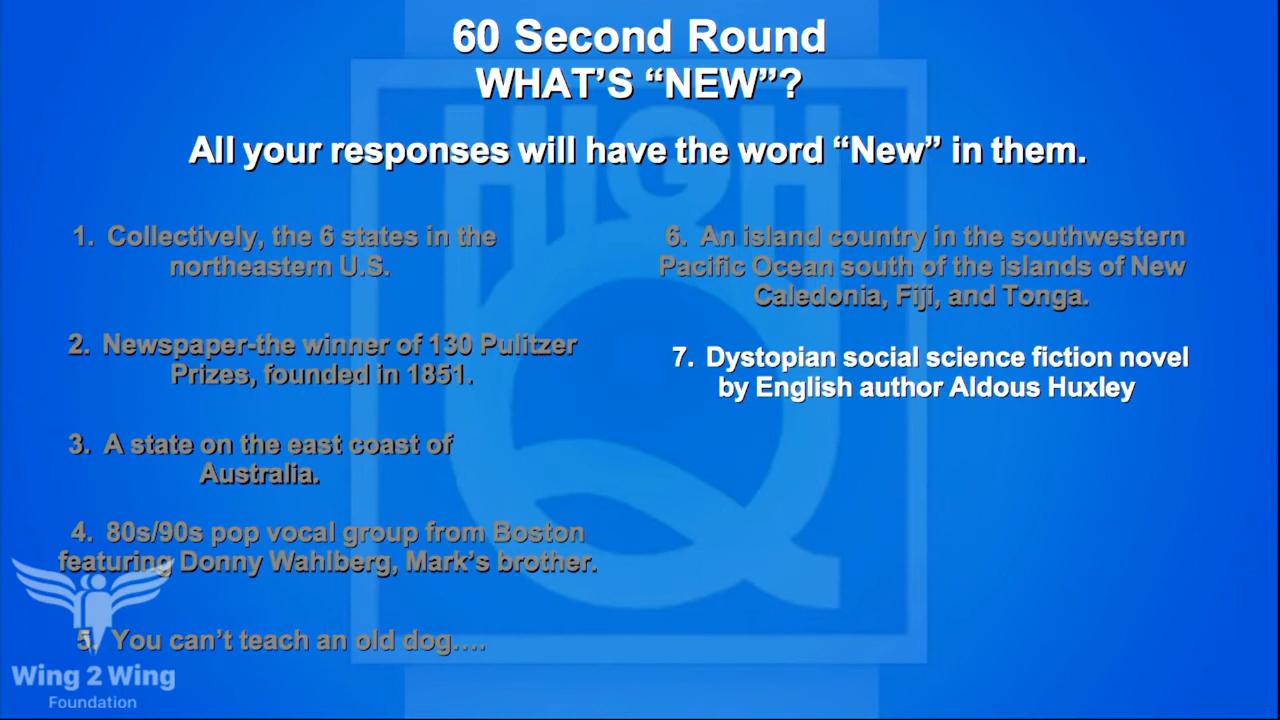 60 Second Round
WHAT’S “NEW”?
All your responses will have the word “New” in them.
1. Collectively, the 6 states in the
northeastern U.S.
2. Newspaper-the winner of 130 Pulitzer
Prizes, founded in 1851.
3. A state on the east coast of
Australia.
4. 80s/90s pop vocal group from Boston
featuring Donny Wahlberg, Mark’s brother.
5. You can’t teach an old dog….
6. An island country in the southwestern
Pacific Ocean south of the islands of New
Caledonia, Fiji, and Tonga.
7. Dystopian social science fiction novel
by English author Aldous Huxley
HIGH
Q
Wing 2 Wing
Foundation